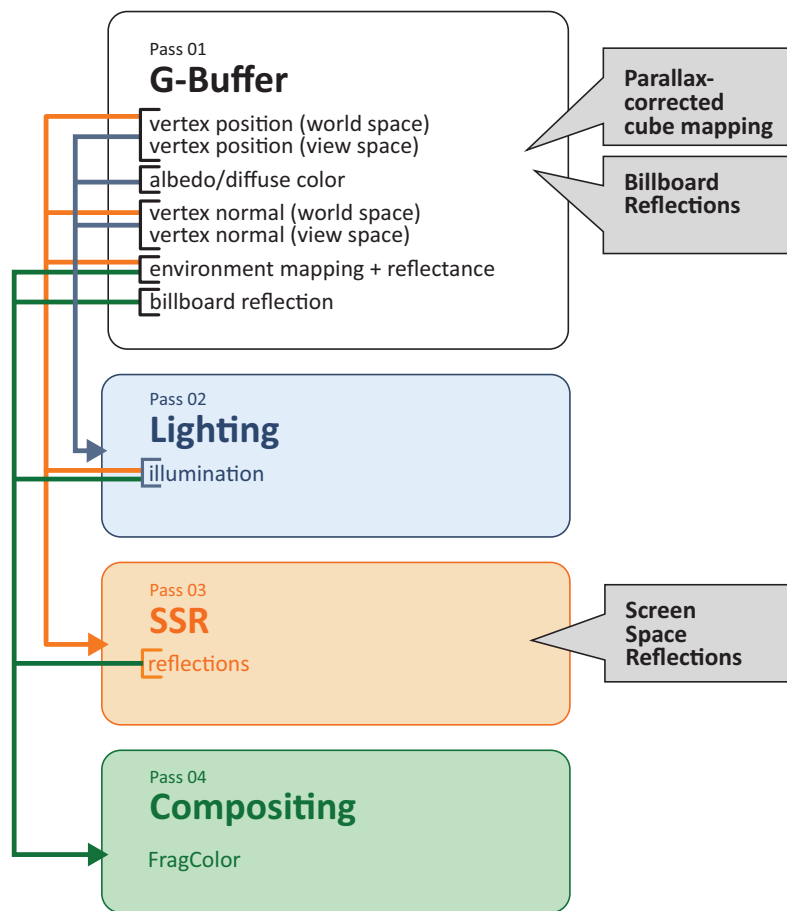 Pass 01
G-Buffer
vertex position (world space)
vertex position (view space)
albedo/diffuse color
vertex normal (world space)
vertex normal (view space)
environment mapping + reflectance
billboard reflection
Parallax-
corrected
cube mapping
Billboard
Reflections
Pass 02
Lighting
illumination
Pass 03
SSR
reflections
Screen
Space
Reflections
Pass 04
Compositing
FragColor